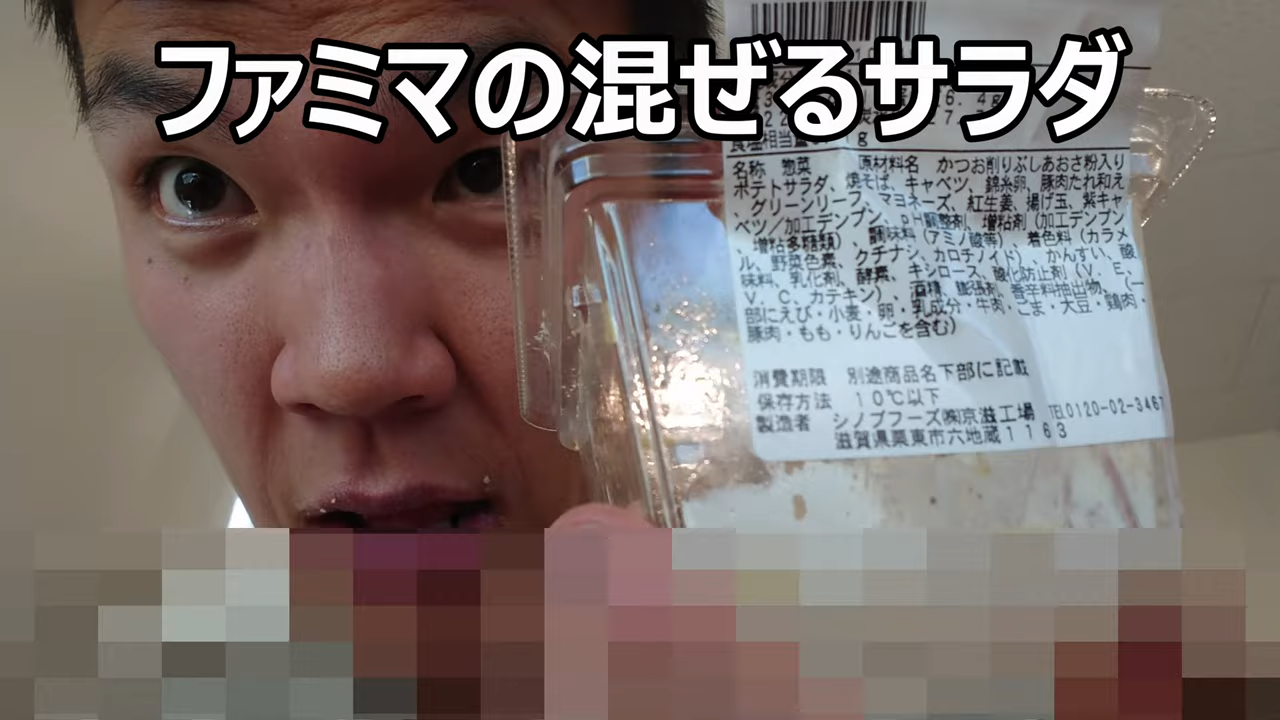 ファミマの混ぜるサラダ
名称 惣菜 原材料名 かつお削りぶしあおさ粉入り
ポテトサラダ、焼そば、キャベツ、錦糸卵、豚肉たれ和え
、グリーンリーフ、マヨネーズ、紅生姜、揚げ玉、紫キャ
ベツ/加工デンプン、pH調整剤、増粘剤(加工デンプン
、増粘多糖類)、調味料(アミノ酸等)、着色料(カラメ
ル、野菜色素、クチナシ、カロチノイド)、かんすい、酸
味料、乳化剤、酵素、キシロース、酸化防止剤(V.E、
V.C、カテキン)、酒精、膨張剤、香辛料抽出物、(一
部にえび・小麦・卵・乳成分・牛肉・ごま・大豆・鶏肉・
豚肉・もも・りんごを含む)
消費期限 別途商品名下部に記載
保存方法 10℃以下
製造者 シノブフーズ㈱京滋工場 TEL0120-02-3467
滋賀県栗東市六地蔵1163